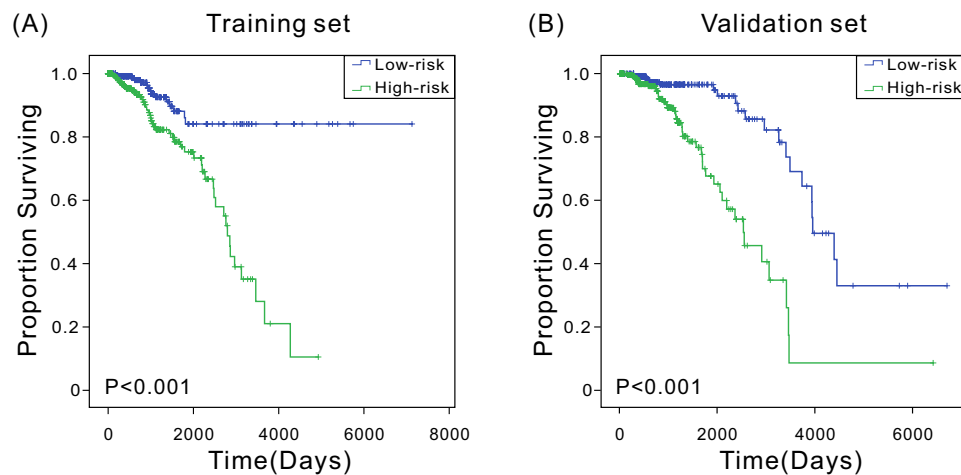 (A) Training set
Low-risk
High-risk
1.0
0.8
0.6
0.4
0.2
0
Proportion Surviving
P<0.001
0 2000 4000 6000 8000
Time(Days)
(B) Validation set
Low-risk
High-risk
1.0
0.8
0.6
0.4
0.2
0
Proportion Surviving
P<0.001
0 2000 4000 6000
Time(Days)